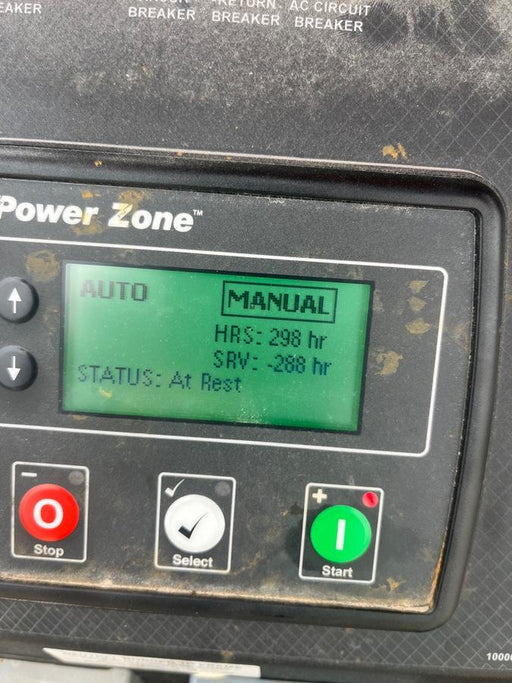 EAKER
BREAKER
RETURN
BREAKER
AC CIRCUIT
BREAKER
Power Zone™
AUTO
MANUAL
HRS: 298 hr
SRV: -288 hr
STATUS: At Rest
− ✓ +
O ✓ I
Stop Select Start
1000